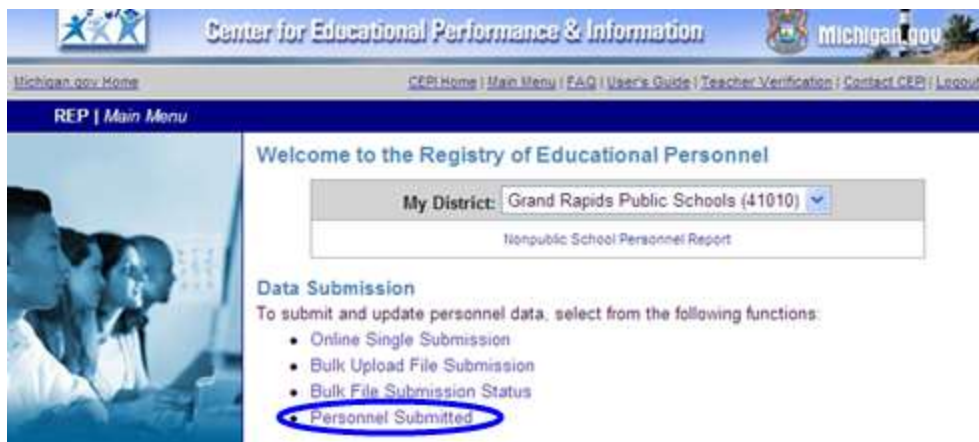 Center for Educational Performance & Information
Michigan.gov
Michigan.gov Home
CEPI Home | Main Menu | FAQ | User's Guide | Teacher Verification | Contact CEPI | Logout
REP | Main Menu
Welcome to the Registry of Educational Personnel
My District: Grand Rapids Public Schools (41010)
Nonpublic School Personnel Report
Data Submission
To submit and update personnel data, select from the following functions:
• Online Single Submission
• Bulk Upload File Submission
• Bulk File Submission Status
• Personnel Submitted